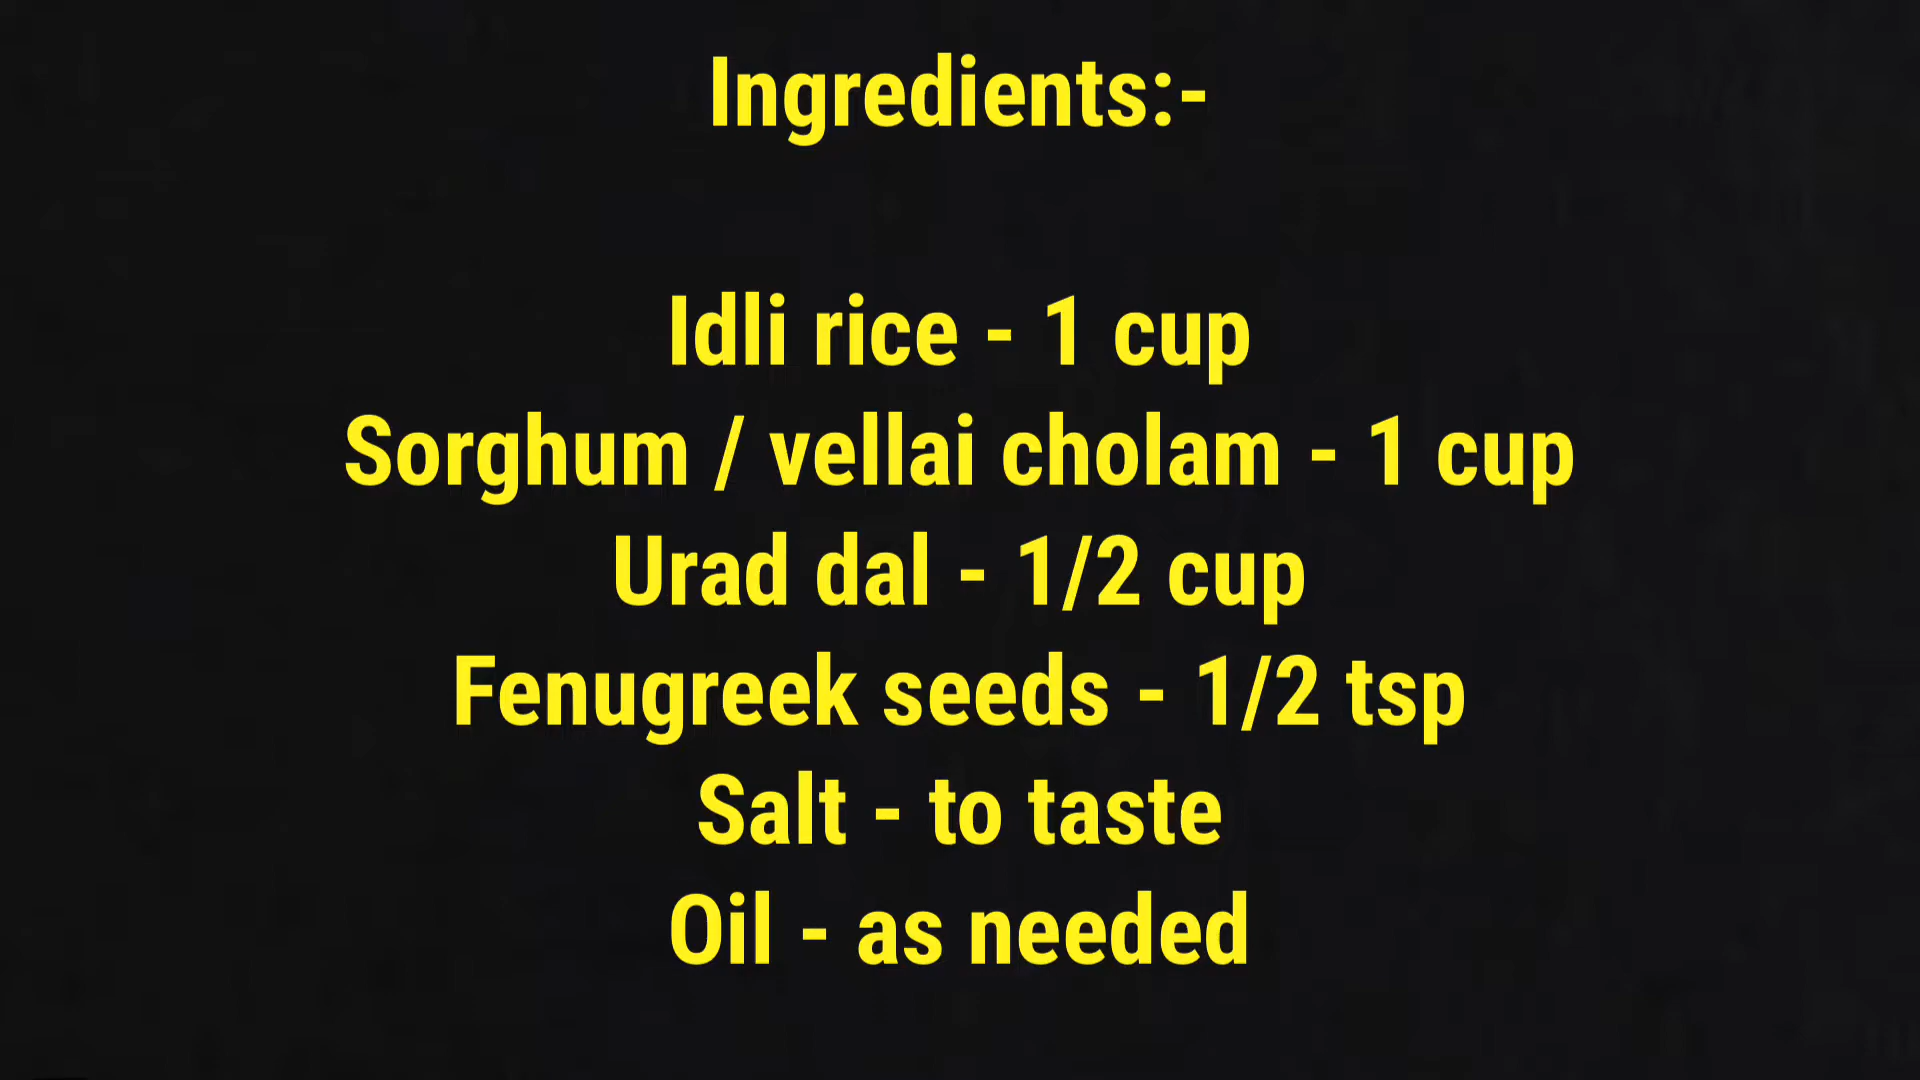 Ingredients:-
Idli rice - 1 cup
Sorghum / vellai cholam - 1 cup
Urad dal - 1/2 cup
Fenugreek seeds - 1/2 tsp
Salt - to taste
Oil - as needed